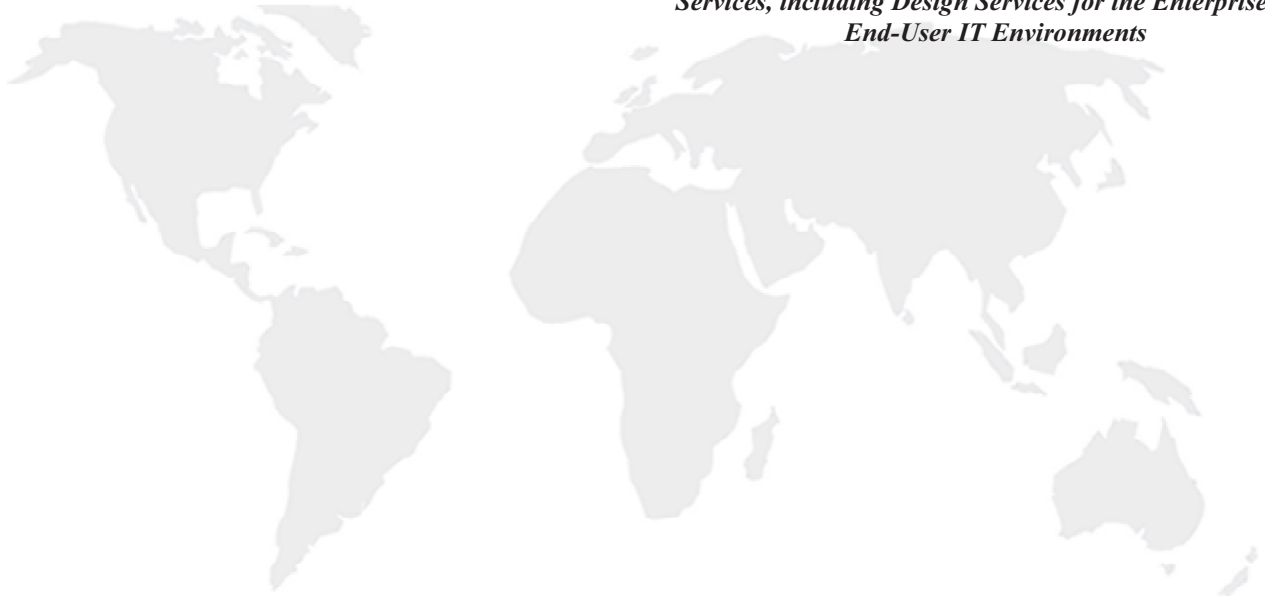 Services, including Design Services for the Enterprise
End-User IT Environments